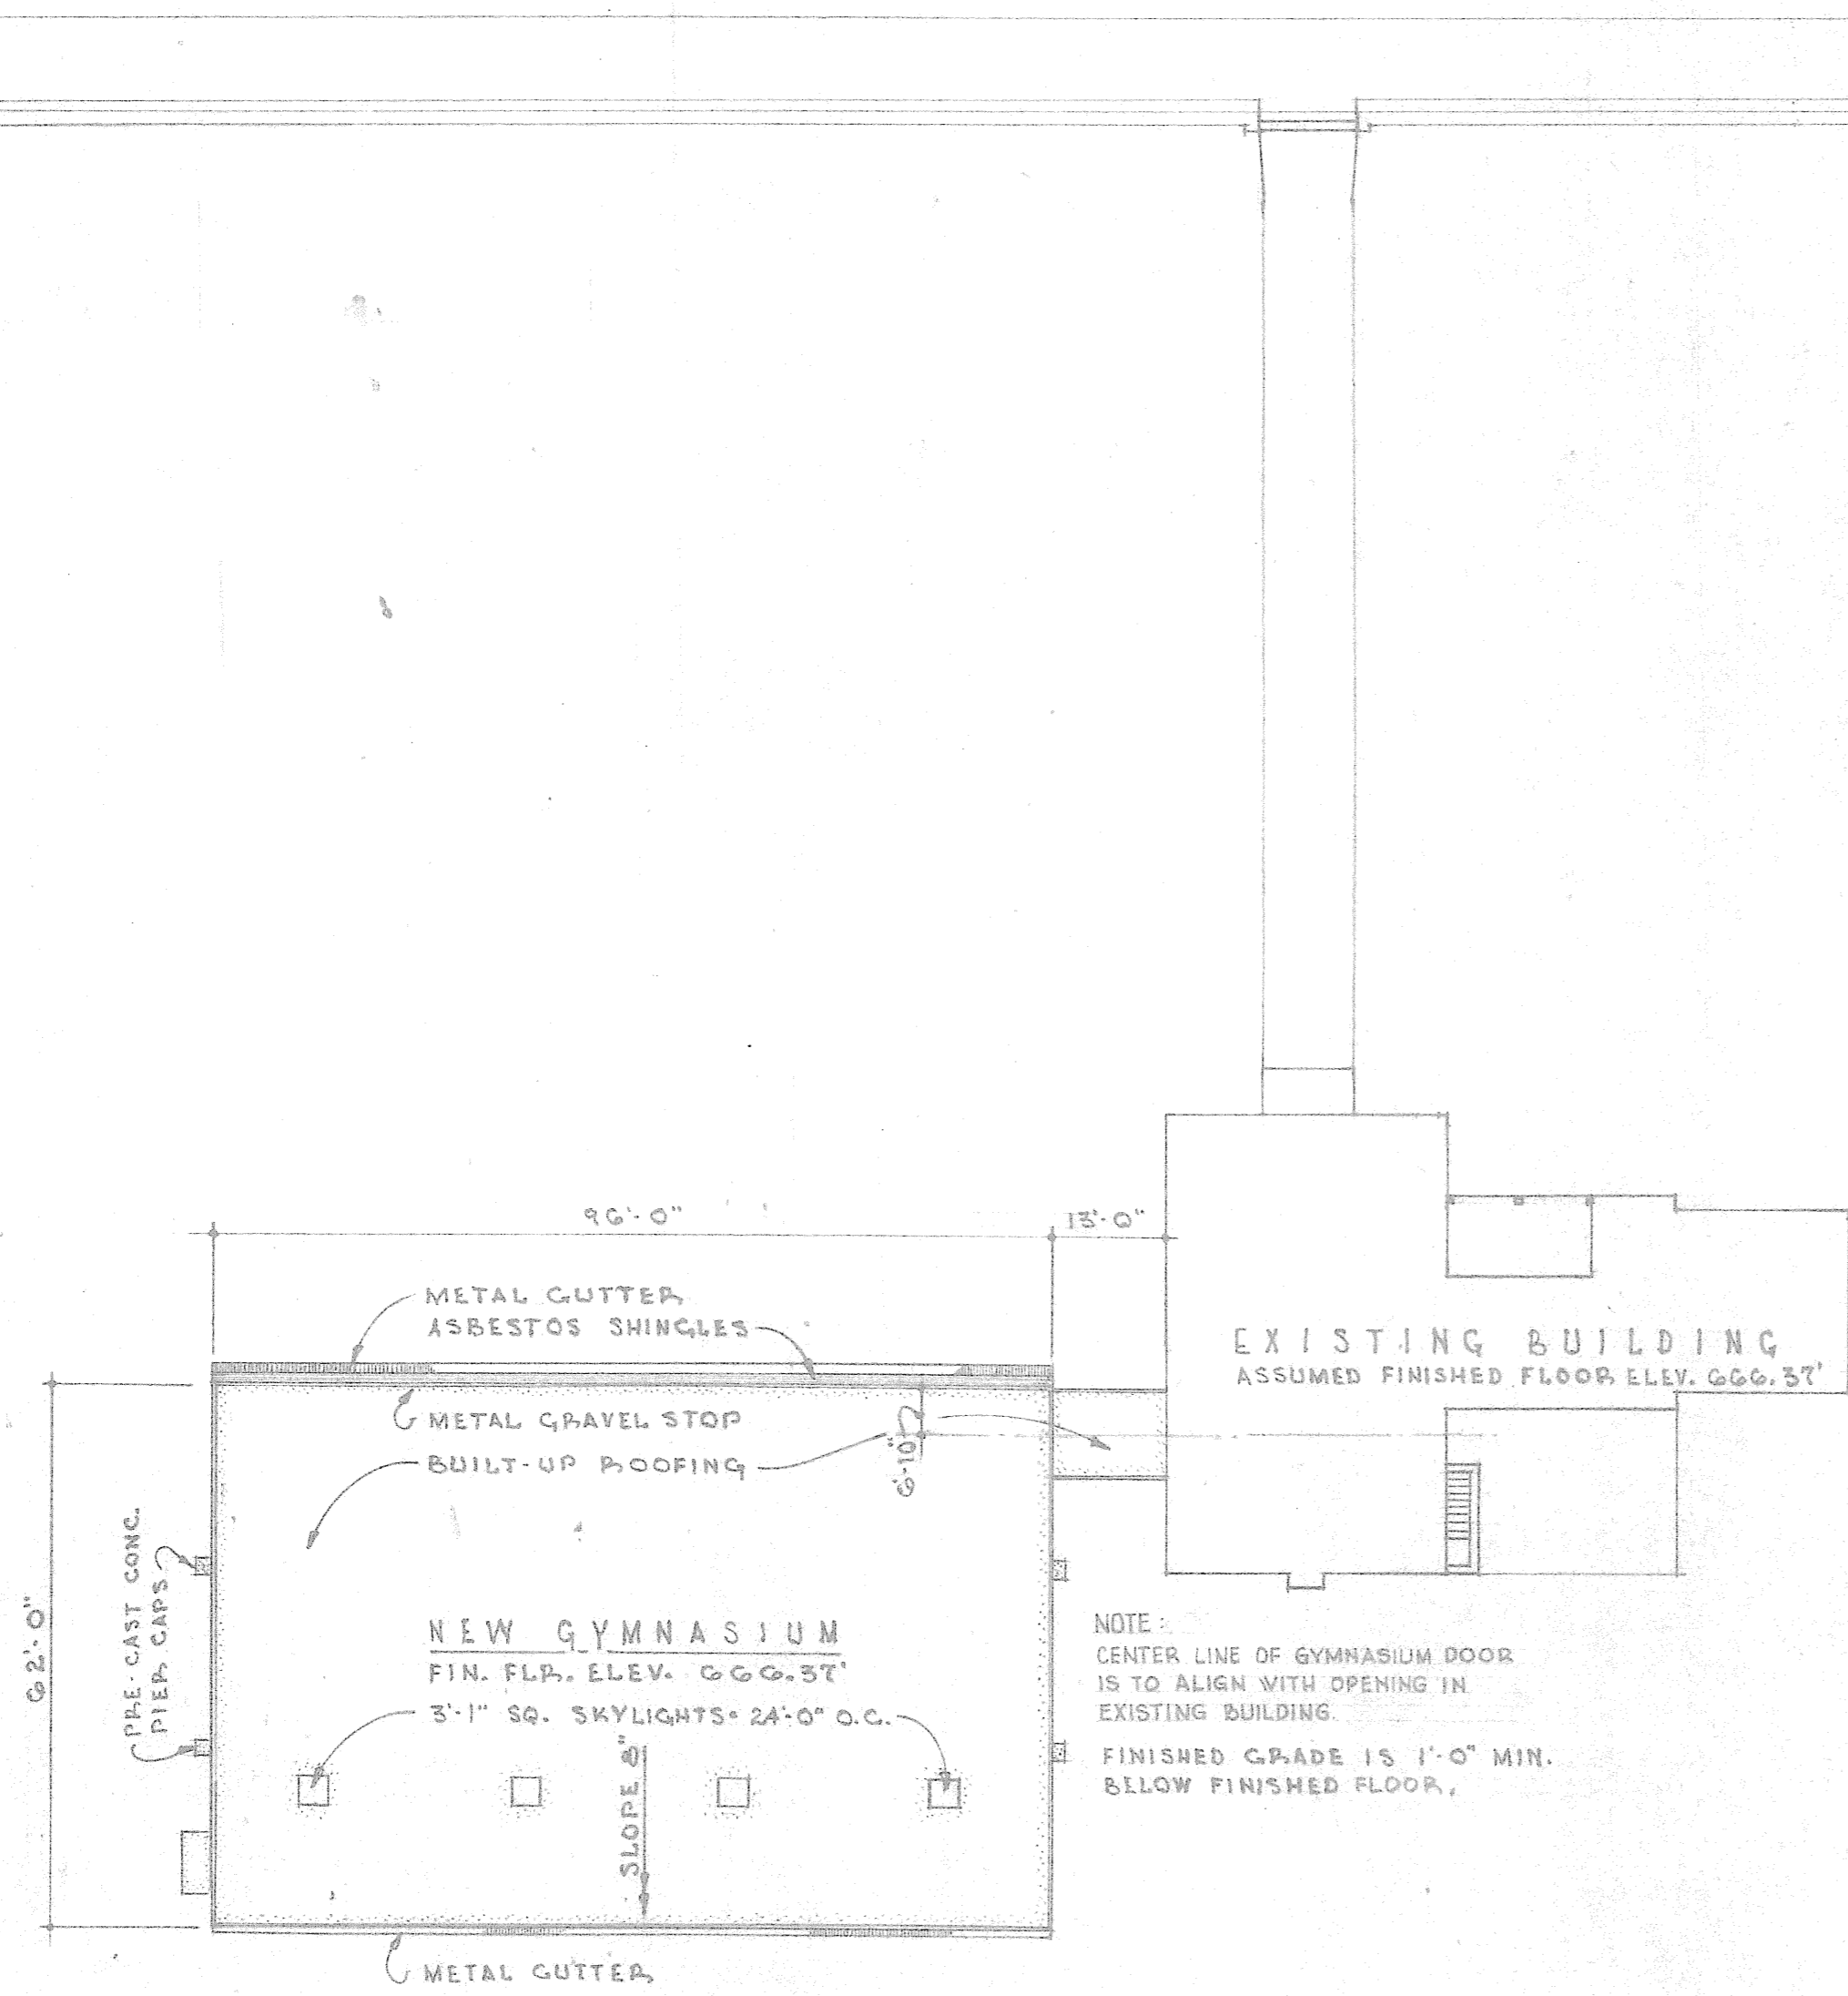 96'-0"
13'-0"
METAL GUTTER
ASBESTOS SHINGLES
EXISTING BUILDING
ASSUMED FINISHED FLOOR ELEV. 666.37'
METAL GRAVEL STOP
BUILT-UP ROOFING
6'-10"
PRE-CAST CONC.
PIER CAPS
62'-0"
NEW GYMNASIUM
FIN. FLR. ELEV. 666.37'
3'-1" SQ. SKYLIGHTS - 24'-0" O.C.
SLOPE 8"
METAL GUTTER
NOTE:
CENTER LINE OF GYMNASIUM DOOR
IS TO ALIGN WITH OPENING IN
EXISTING BUILDING.
FINISHED GRADE IS 1'-0" MIN.
BELOW FINISHED FLOOR.